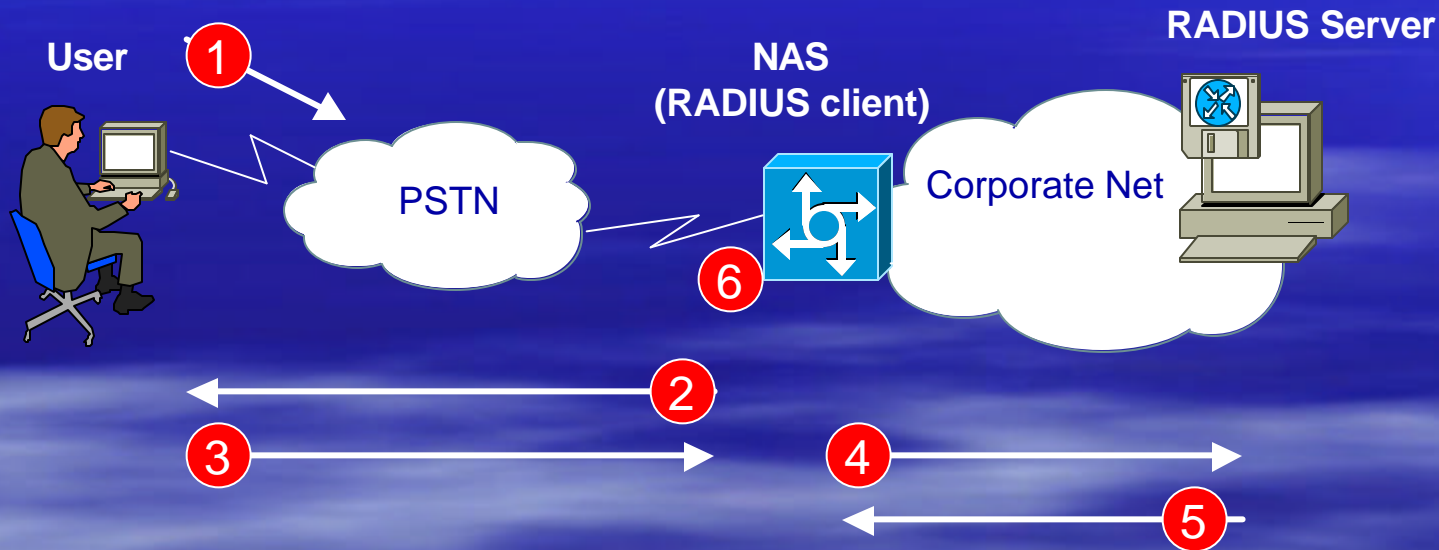 RADIUS Server
User
1
NAS
(RADIUS client)
PSTN
Corporate Net
6
2
3
4
5